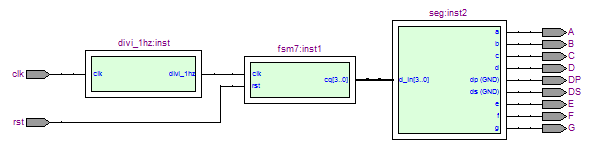 divi_1hz:inst
fsm7:inst1
seg:inst2
clk
clk
divi_1hz
rst
clk
rst
cq[3..0]
d_in[3..0]
a
b
c
d
dp (GND)
ds (GND)
e
f
g
A
B
C
D
DP
DS
E
F
G